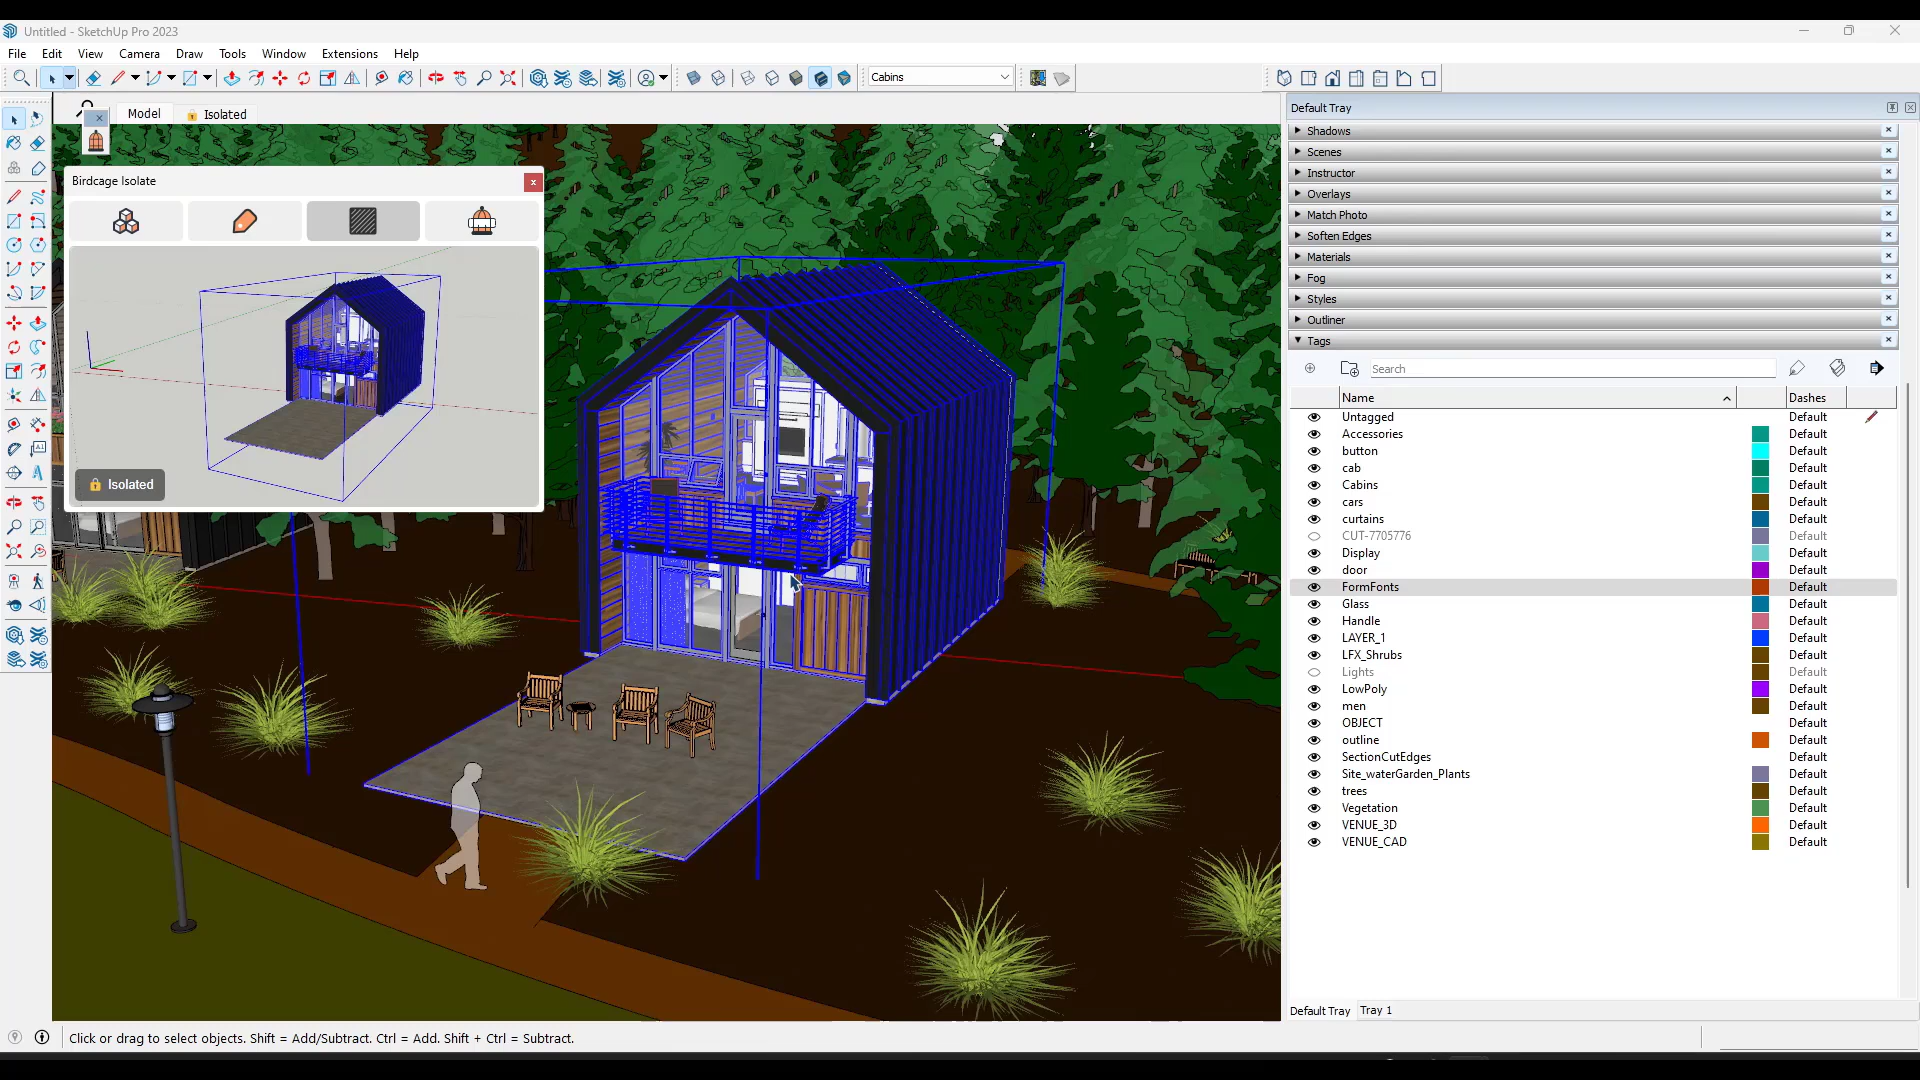 Untitled - SketchUp Pro 2023
File Edit View Camera Draw Tools Window Extensions Help
Cabins
Model Isolated
Birdcage Isolate
Isolated
Default Tray
Shadows
Scenes
Instructor
Overlays
Match Photo
Soften Edges
Materials
Fog
Styles
Outliner
Tags
Search
Name Dashes
Untagged Default
Accessories Default
button Default
cab Default
Cabins Default
cars Default
curtains Default
CUT-7705776 Default
Display Default
door Default
FormFonts Default
Glass Default
Handle Default
LAYER_1 Default
LFX_Shrubs Default
Lights Default
LowPoly Default
men Default
OBJECT Default
outline Default
SectionCutEdges Default
Site_waterGarden_Plants Default
trees Default
Vegetation Default
VENUE_3D Default
VENUE_CAD Default
Default Tray Tray 1
Click or drag to select objects. Shift = Add/Subtract. Ctrl = Add. Shift + Ctrl = Subtract.